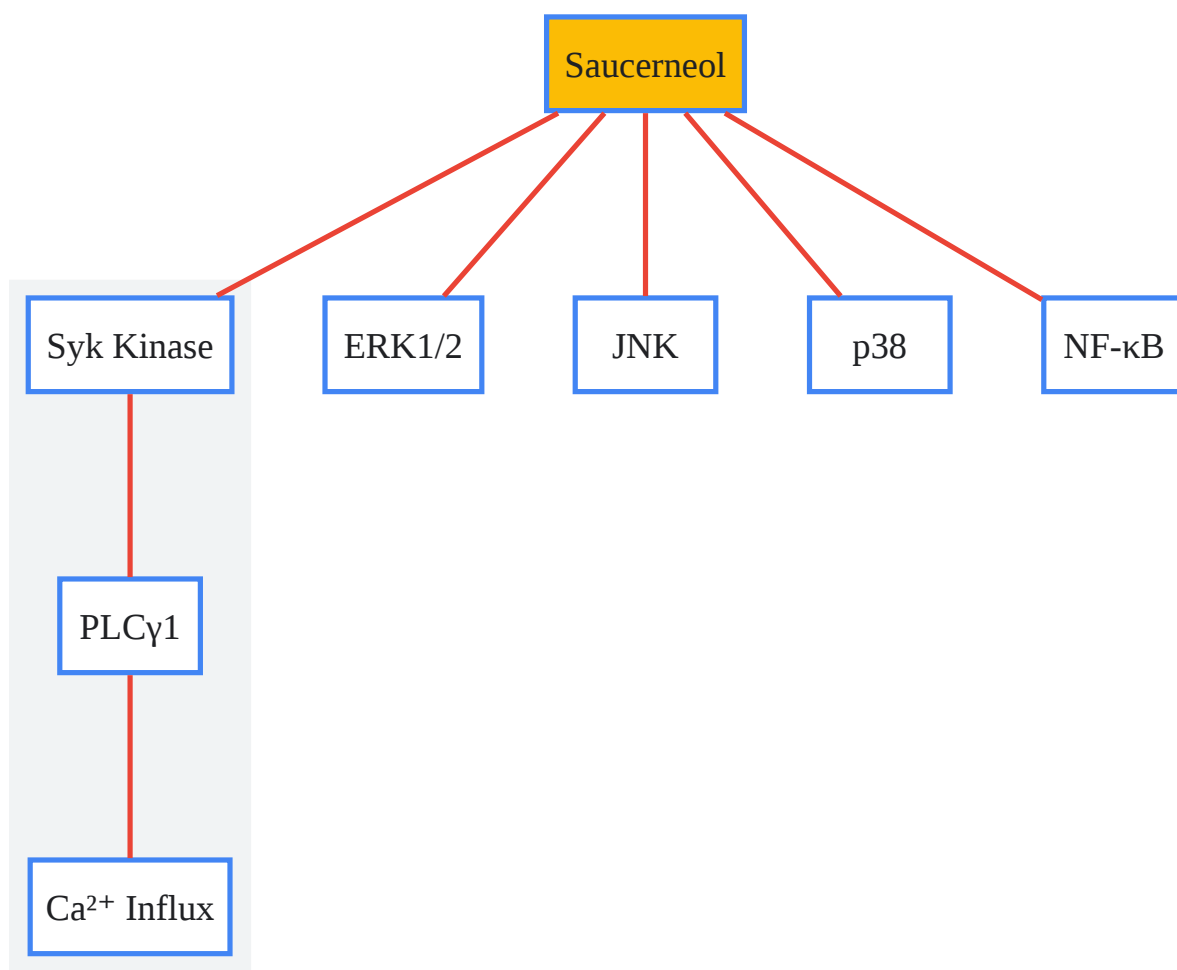 Saucerneol
Syk Kinase
ERK1/2
JNK
p38
NF-κB
PLCγ1
Ca²⁺ Influx